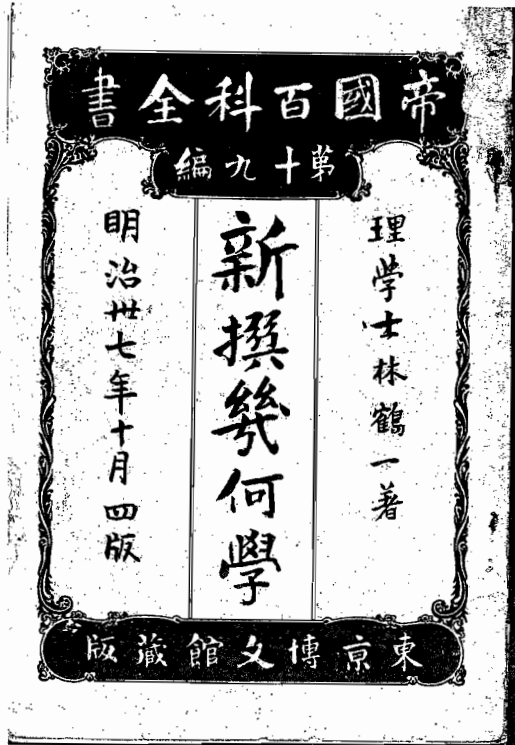 帝國百科全書
第十九編
理學士林鶴一著
新撰幾何學
明治卅七年十月四版
東京博文館藏版